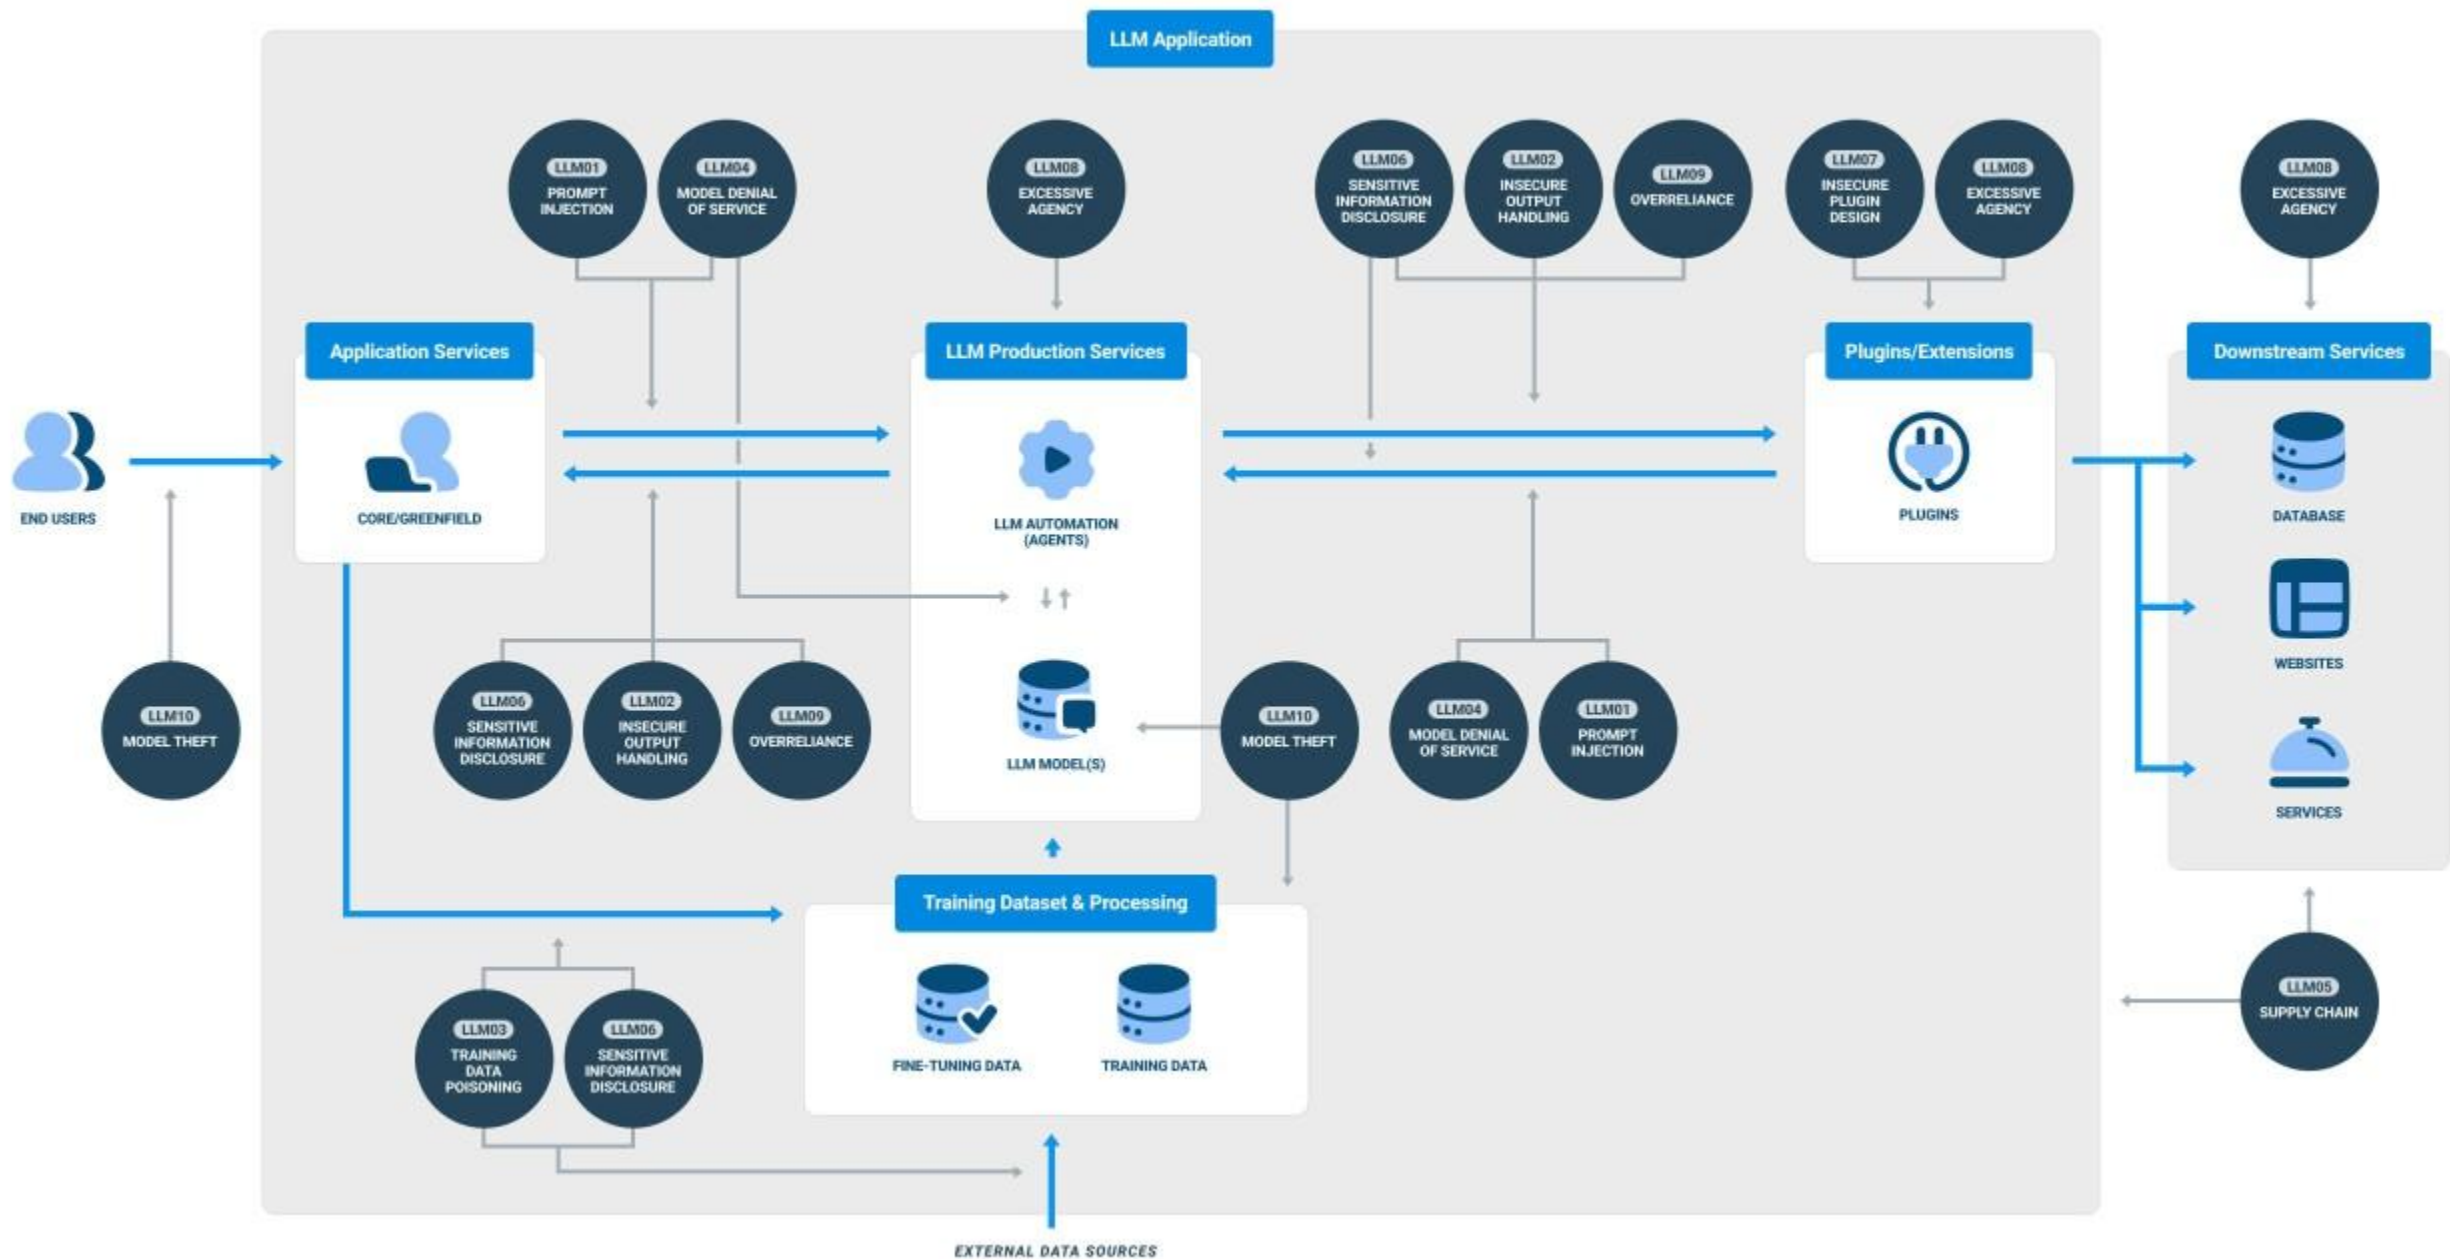 LLM Application
LLM01
PROMPT
INJECTION
LLM04
MODEL DENIAL
OF SERVICE
LLM08
EXCESSIVE
AGENCY
LLM06
SENSITIVE
INFORMATION
DISCLOSURE
LLM02
INSECURE
OUTPUT
HANDLING
LLM09
OVERRELIANCE
LLM07
INSECURE
PLUGIN
DESIGN
LLM08
EXCESSIVE
AGENCY
LLM08
EXCESSIVE
AGENCY
Application Services
LLM Production Services
Plugins/Extensions
Downstream Services
END USERS
CORE/GREENFIELD
LLM AUTOMATION
(AGENTS)
PLUGINS
DATABASE
WEBSITES
SERVICES
LLM10
MODEL THEFT
LLM06
SENSITIVE
INFORMATION
DISCLOSURE
LLM02
INSECURE
OUTPUT
HANDLING
LLM09
OVERRELIANCE
LLM MODEL(S)
LLM10
MODEL THEFT
LLM04
MODEL DENIAL
OF SERVICE
LLM01
PROMPT
INJECTION
Training Dataset & Processing
FINE-TUNING DATA
TRAINING DATA
LLM03
TRAINING
DATA
POISONING
LLM06
SENSITIVE
INFORMATION
DISCLOSURE
LLM05
SUPPLY CHAIN
EXTERNAL DATA SOURCES